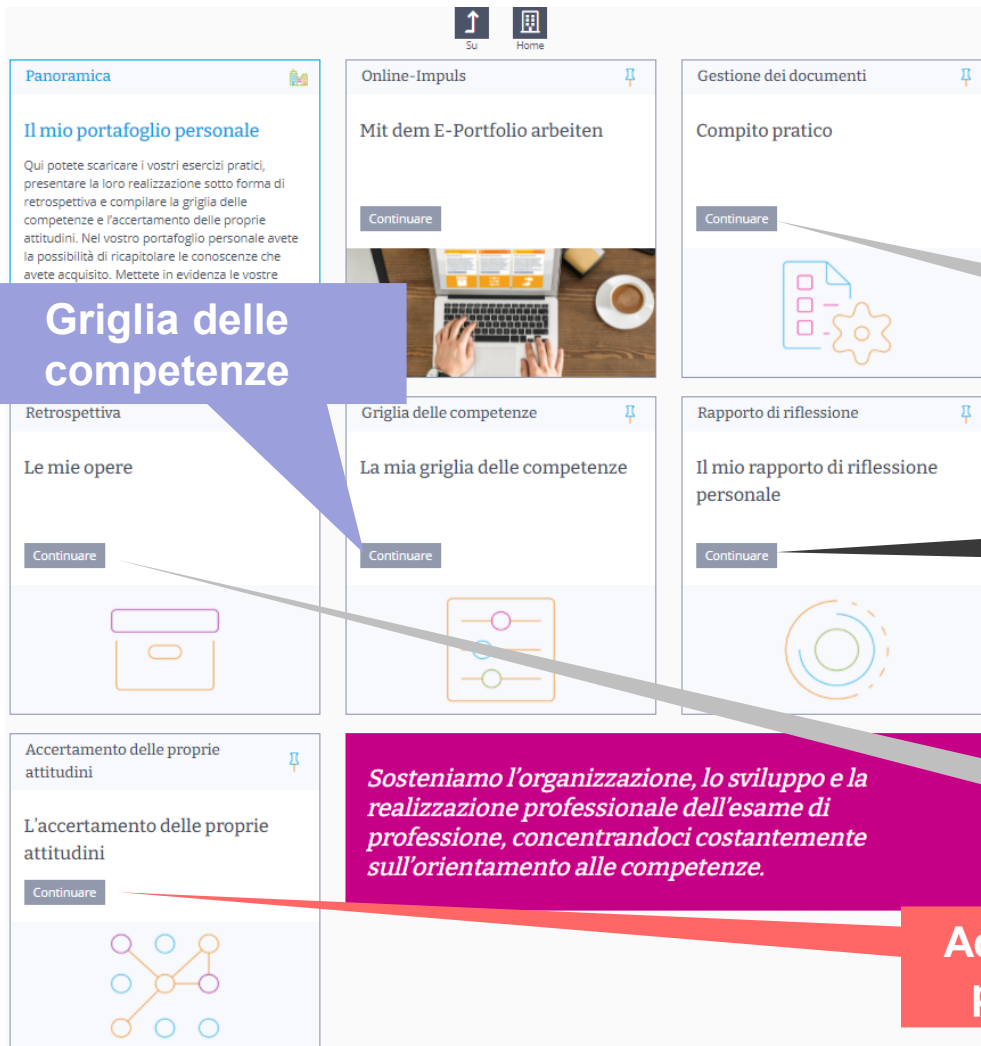 Su
Home
Panoramica
Il mio portafoglio personale
Qui potete scaricare i vostri esercizi pratici,
presentare la loro realizzazione sotto forma di
retrospettiva e compilare la griglia delle
competenze e l'accertamento delle proprie
attitudini. Nel vostro portafoglio personale avete
la possibilità di ricapitolare le conoscenze che
avete acquisito. Mettete in evidenza le vostre
Online-Impuls
Mit dem E-Portfolio arbeiten
Continuare
Gestione dei documenti
Compito pratico
Continuare
Griglia delle
competenze
Retrospettiva
Le mie opere
Continuare
Griglia delle competenze
La mia griglia delle competenze
Continuare
Rapporto di riflessione
Il mio rapporto di riflessione
personale
Continuare
Accertamento delle proprie
attitudini
L'accertamento delle proprie
attitudini
Continuare
Sosteniamo l'organizzazione, lo sviluppo e la
realizzazione professionale dell'esame di
professione, concentrandoci costantemente
sull'orientamento alle competenze.